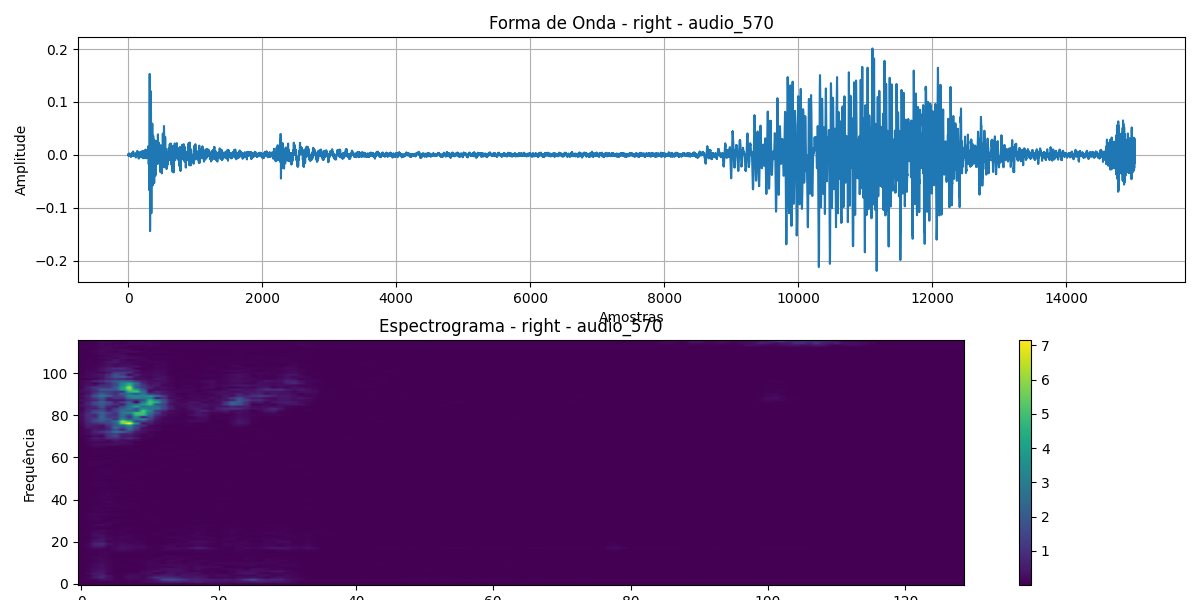 Forma de Onda - right - audio_570
Amplitude
0.2
0.1
0.0
−0.1
−0.2
0 2000 4000 6000 8000 10000 12000 14000
Amostras
Espectrograma - right - audio_570
Frequência
100
80
60
40
20
0
0 20 40 60 80 100 120
7
6
5
4
3
2
1